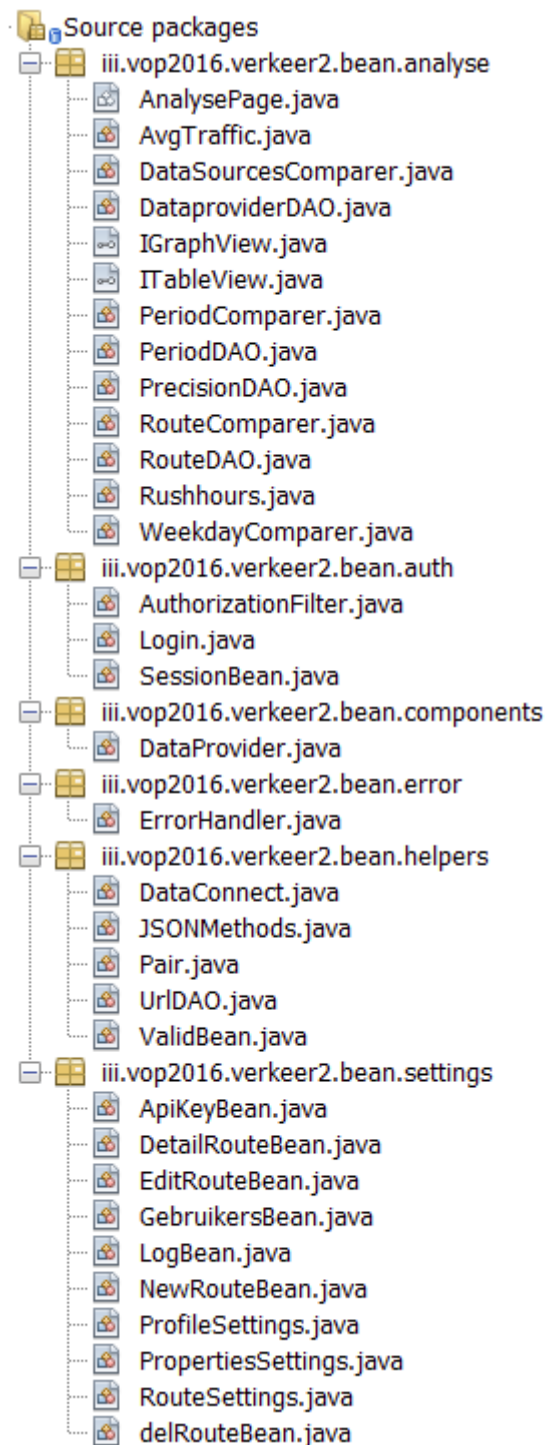 Source packages
iii.vop2016.verkeer2.bean.analyse
AnalysePage.java
AvgTraffic.java
DataSourcesComparer.java
DataproviderDAO.java
IGraphView.java
ITableView.java
PeriodComparer.java
PeriodDAO.java
PrecisionDAO.java
RouteComparer.java
RouteDAO.java
Rushhours.java
WeekdayComparer.java
iii.vop2016.verkeer2.bean.auth
AuthorizationFilter.java
Login.java
SessionBean.java
iii.vop2016.verkeer2.bean.components
DataProvider.java
iii.vop2016.verkeer2.bean.error
ErrorHandler.java
iii.vop2016.verkeer2.bean.helpers
DataConnect.java
JSONMethods.java
Pair.java
UrlDAO.java
ValidBean.java
iii.vop2016.verkeer2.bean.settings
ApiKeyBean.java
DetailRouteBean.java
EditRouteBean.java
GebruikersBean.java
LogBean.java
NewRouteBean.java
ProfileSettings.java
PropertiesSettings.java
RouteSettings.java
delRouteBean.java